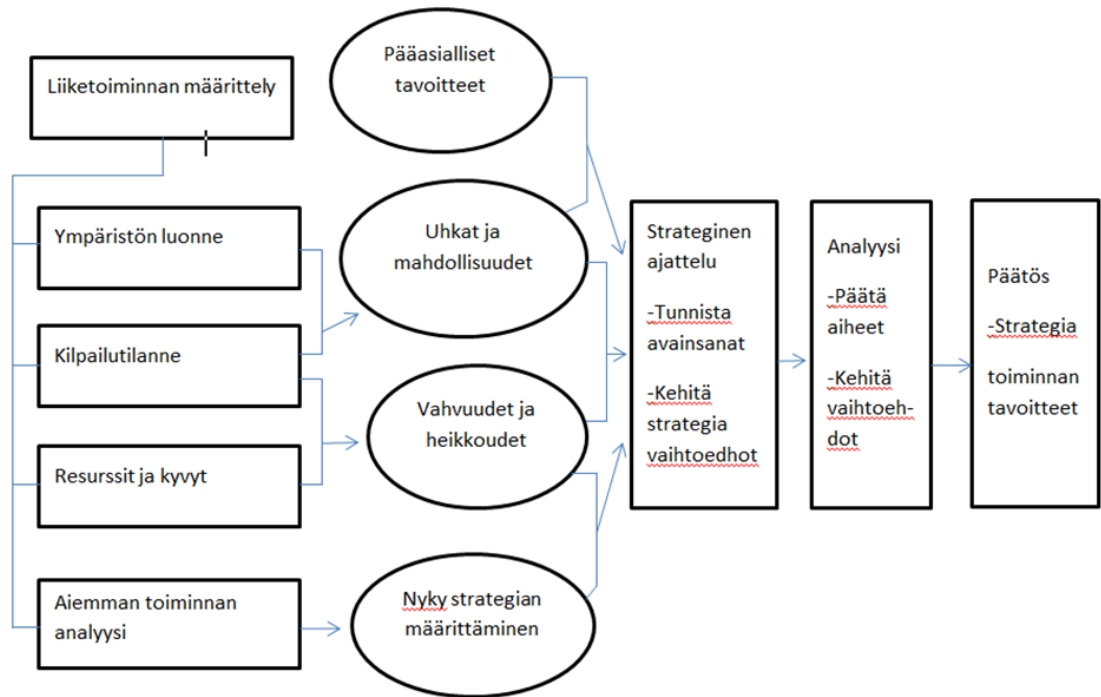 Liiketoiminnan määrittely
Ympäristön luonne
Kilpailutilanne
Resurssit ja kyvyt
Aiemman toiminnan
analyysi
Pääasialliset
tavoitteet
Uhkat ja
mahdollisuudet
Vahvuudet ja
heikkoudet
Nyky strategian
määrittäminen
Strateginen
ajattelu
-Tunnista
avainsanat
-Kehitä
strategia
vaihtoedhot
Analyysi
-Päätä
aiheet
-Kehitä
vaihtoeh-
dot
Päätös
-Strategia
toiminnan
tavoitteet